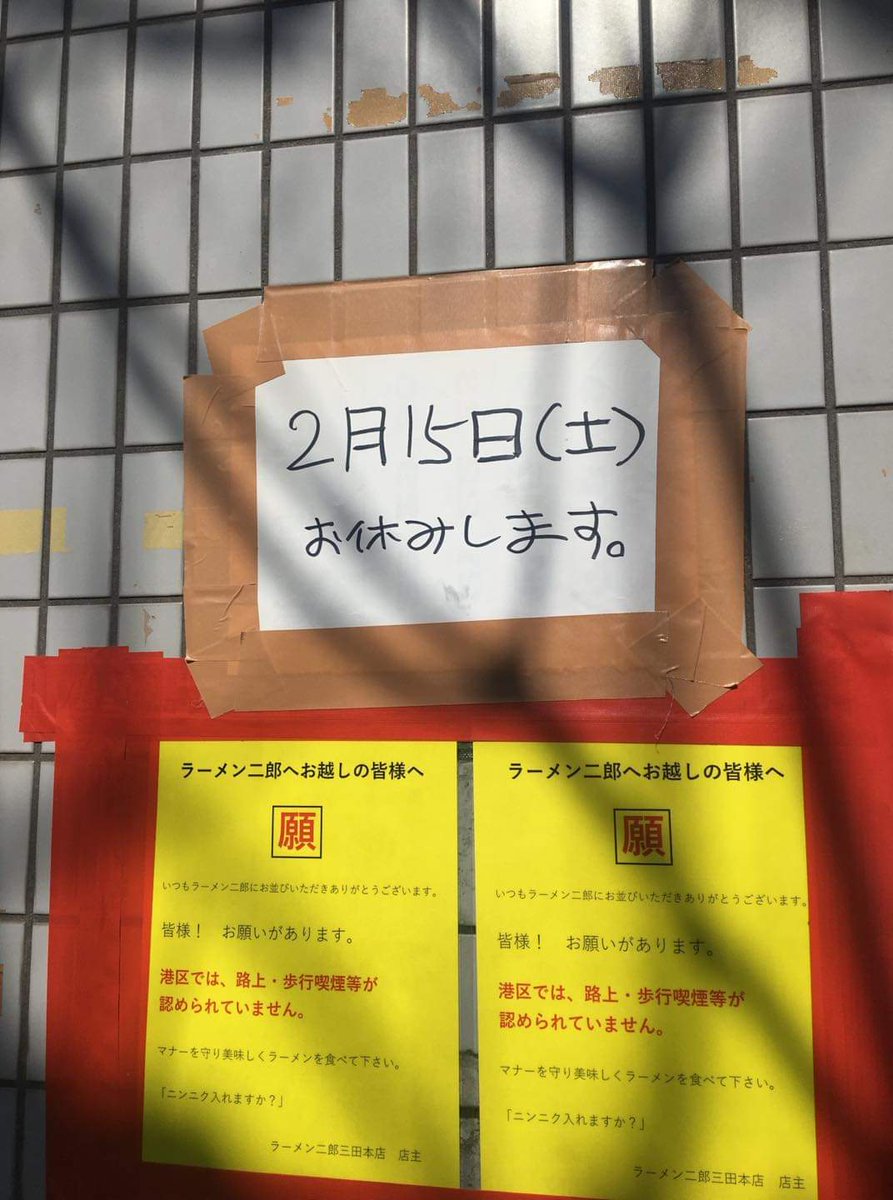 2月15日(土)
お休みします。
ラーメン二郎へお越しの皆様へ
願
いつもラーメン二郎にお並びいただきありがとうございます。
皆様！　お願いがあります。
港区では、路上・歩行喫煙等が
認められていません。
マナーを守り美味しくラーメンを食べて下さい。
「ニンニク入れますか？」
ラーメン二郎三田本店　店主
ラーメン二郎へお越しの皆様へ
願
いつもラーメン二郎にお並びいただきありがとうございます。
皆様！　お願いがあります。
港区では、路上・歩行喫煙等が
認められていません。
マナーを守り美味しくラーメンを食べて下さい。
「ニンニク入れますか？」
ラーメン二郎三田本店　店主